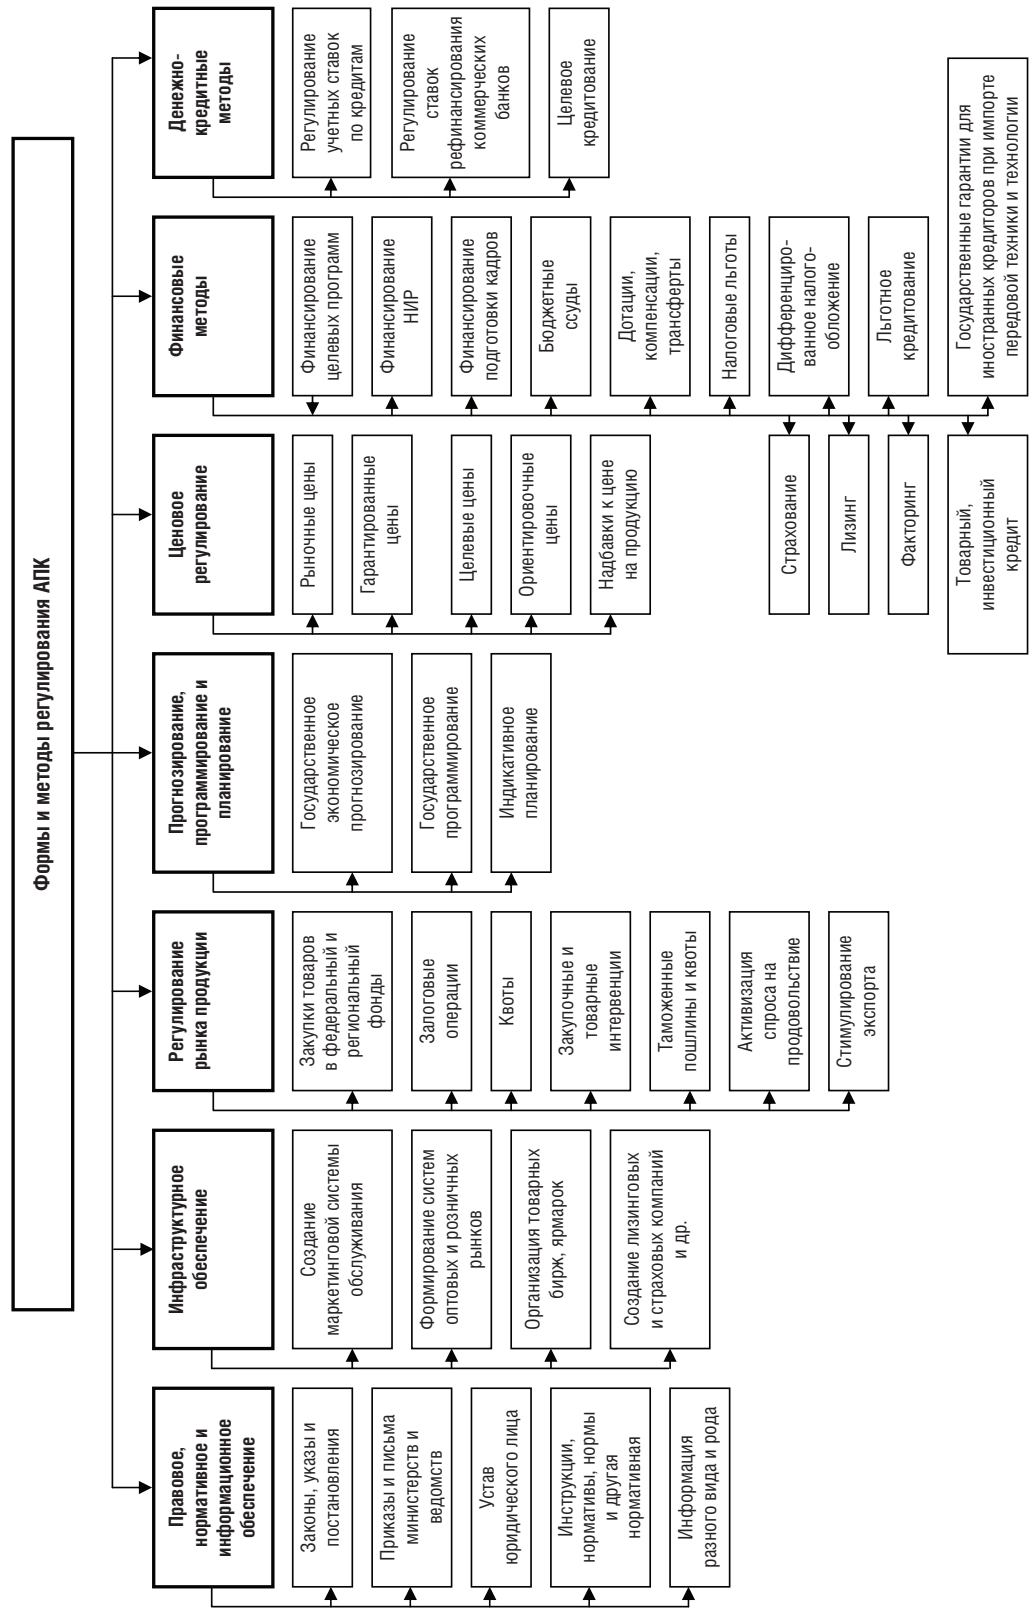 Формы и методы регулирования АПК
Правовое,
нормативное и
информационное
обеспечение
Законы, указы и
постановления
Приказы и письма
министерств и
ведомств
Устав
юридического лица
Инструкции,
нормативы, нормы
и другая
нормативная
Информация
разного вида и рода
Инфраструктурное
обеспечение
Создание
маркетинговой системы
обслуживания
Формирование систем
оптовых и розничных
рынков
Организация товарных
бирж, ярмарок
Создание лизинговых
и страховых компаний
и др.
Регулирование
рынка продукции
Закупки товаров
в федеральный и
региональный
фонды
Залоговые
операции
Квоты
Закупочные и
товарные
интервенции
Таможенные
пошлины и квоты
Активизация
спроса на
продовольствие
Стимулирование
экспорта
Прогнозирование,
программирование и
планирование
Государственное
экономическое
прогнозирование
Государственное
программирование
Индикативное
планирование
Ценовое
регулирование
Рыночные цены
Гарантированные
цены
Целевые цены
Ориентировочные
цены
Надбавки к цене
на продукцию
Финансовые
методы
Финансирование
целевых программ
Финансирование
НИР
Финансирование
подготовки кадров
Бюджетные
ссуды
Дотации,
компенсации,
трансферты
Налоговые льготы
Дифференциро-
ванное налого-
обложение
Льготное
кредитование
Государственные гарантии для
иностранных кредиторов при импорте
передовой техники и технологии
Страхование
Лизинг
Факторинг
Товарный,
инвестиционный
кредит
Денежно-
кредитные
методы
Регулирование
учетных ставок
по кредитам
Регулирование
ставок
рефинансирования
коммерческих
банков
Целевое
кредитование